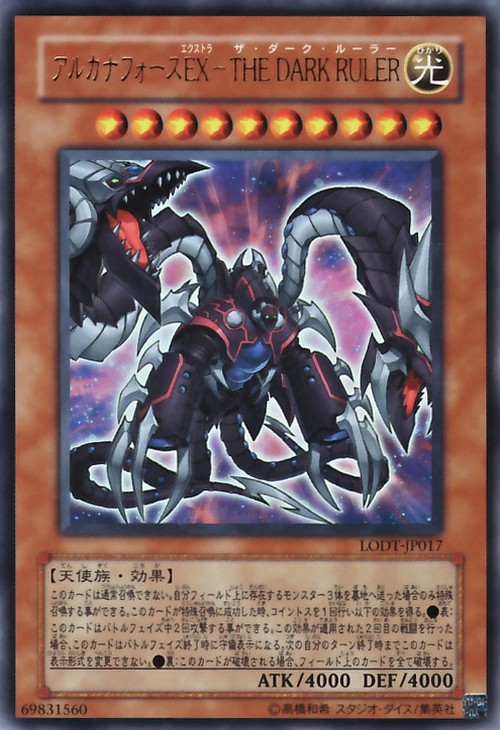 エクストラ ザ・ダーク・ルーラー ひかり
アルカナフォースEX－THE DARK RULER 光
LODT-JP017
【天使族・効果】
このカードは通常召喚できない。自分フィールド上に存在するモンスター3体を墓地へ送った場合のみ特殊
召喚する事ができる。このカードが特殊召喚に成功した時、コイントスを1回行い以下の効果を得る。●表：
このカードはバトルフェイズ中2回攻撃する事ができる。この効果が適用された2回目の戦闘を行った
場合、このカードはバトルフェイズ終了時に守備表示になる。次の自分のターン終了時までこのカードは
表示形式を変更できない。●裏：このカードが破壊される場合、フィールド上のカードを全て破壊する。
ATK/4000 DEF/4000
69831560 ©高橋和希 スタジオ・ダイス/集英社